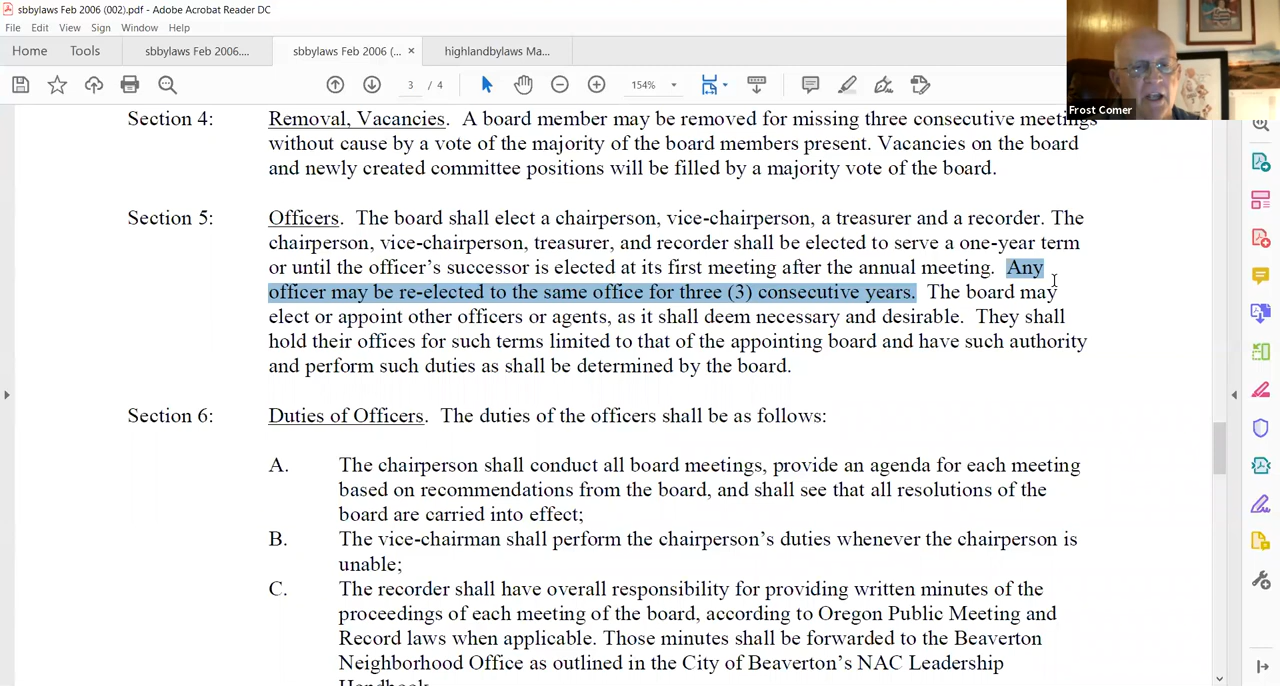 sbbylaws Feb 2006 (002).pdf - Adobe Acrobat Reader DC
File Edit View Sign Window Help
Home Tools sbbylaws Feb 2006.... sbbylaws Feb 2006 (... × highlandbylaws Ma...
3 / 4 154%
Frost Comer
Section 4: Removal, Vacancies. A board member may be removed for missing three consecutive meetings
without cause by a vote of the majority of the board members present. Vacancies on the board
and newly created committee positions will be filled by a majority vote of the board.
Section 5: Officers. The board shall elect a chairperson, vice-chairperson, a treasurer and a recorder. The
chairperson, vice-chairperson, treasurer, and recorder shall be elected to serve a one-year term
or until the officer’s successor is elected at its first meeting after the annual meeting. Any
officer may be re-elected to the same office for three (3) consecutive years. The board may
elect or appoint other officers or agents, as it shall deem necessary and desirable. They shall
hold their offices for such terms limited to that of the appointing board and have such authority
and perform such duties as shall be determined by the board.
Section 6: Duties of Officers. The duties of the officers shall be as follows:
A. The chairperson shall conduct all board meetings, provide an agenda for each meeting
based on recommendations from the board, and shall see that all resolutions of the
board are carried into effect;
B. The vice-chairman shall perform the chairperson’s duties whenever the chairperson is
unable;
C. The recorder shall have overall responsibility for providing written minutes of the
proceedings of each meeting of the board, according to Oregon Public Meeting and
Record laws when applicable. Those minutes shall be forwarded to the Beaverton
Neighborhood Office as outlined in the City of Beaverton’s NAC Leadership
Handbook